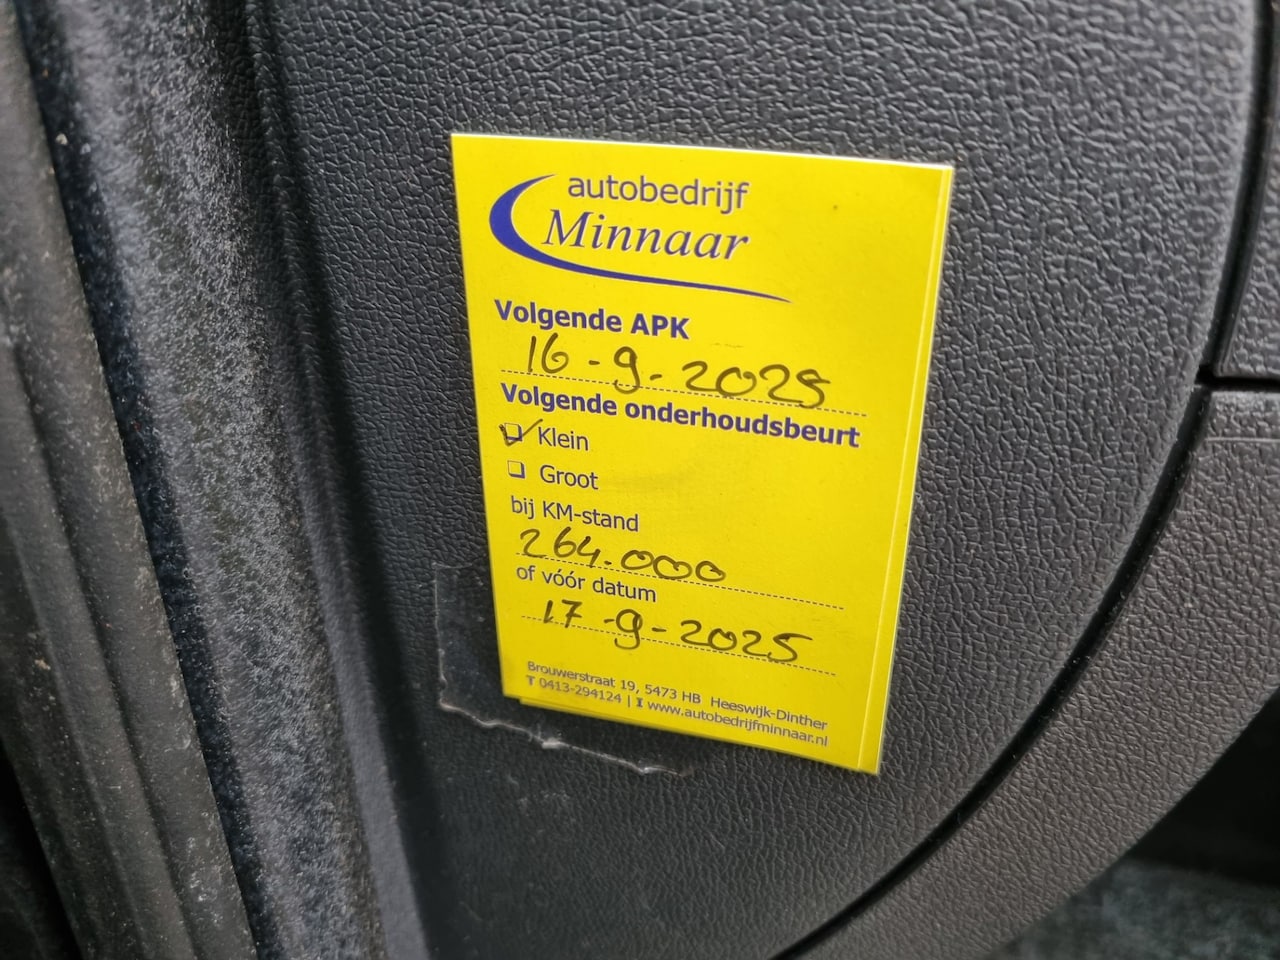 autobedrijf
Minnaar
Volgende APK
16-9-2025
Volgende onderhoudsbeurt
Klein
Groot
bij KM-stand
264.000
of vóór datum
17-9-2025
Brouwerstraat 19, 5473 HB Heeswijk-Dinther
T 0413-294124 | I www.autobedrijfminnaar.nl